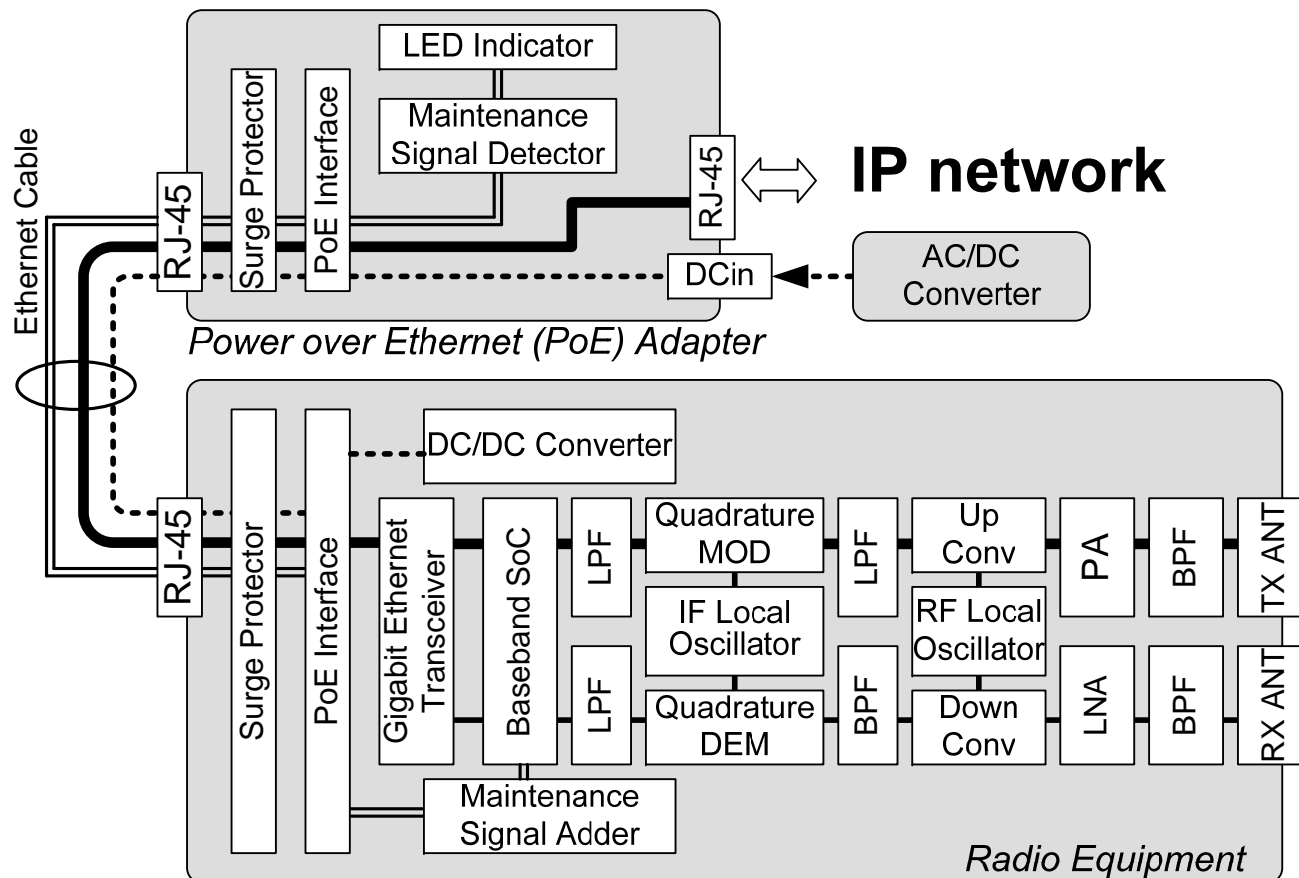 LED Indicator
Maintenance
Signal Detector
Surge Protector
PoE Interface
RJ-45
RJ-45
IP network
Ethernet Cable
DCin
AC/DC
Converter
Power over Ethernet (PoE) Adapter
RJ-45
Surge Protector
PoE Interface
DC/DC Converter
Gigabit Ethernet
Transceiver
Baseband SoC
LPF
Quadrature
MOD
LPF
Up
Conv
PA
BPF
TX ANT
IF Local
Oscillator
RF Local
Oscillator
LPF
Quadrature
DEM
BPF
Down
Conv
LNA
BPF
RX ANT
Maintenance
Signal Adder
Radio Equipment